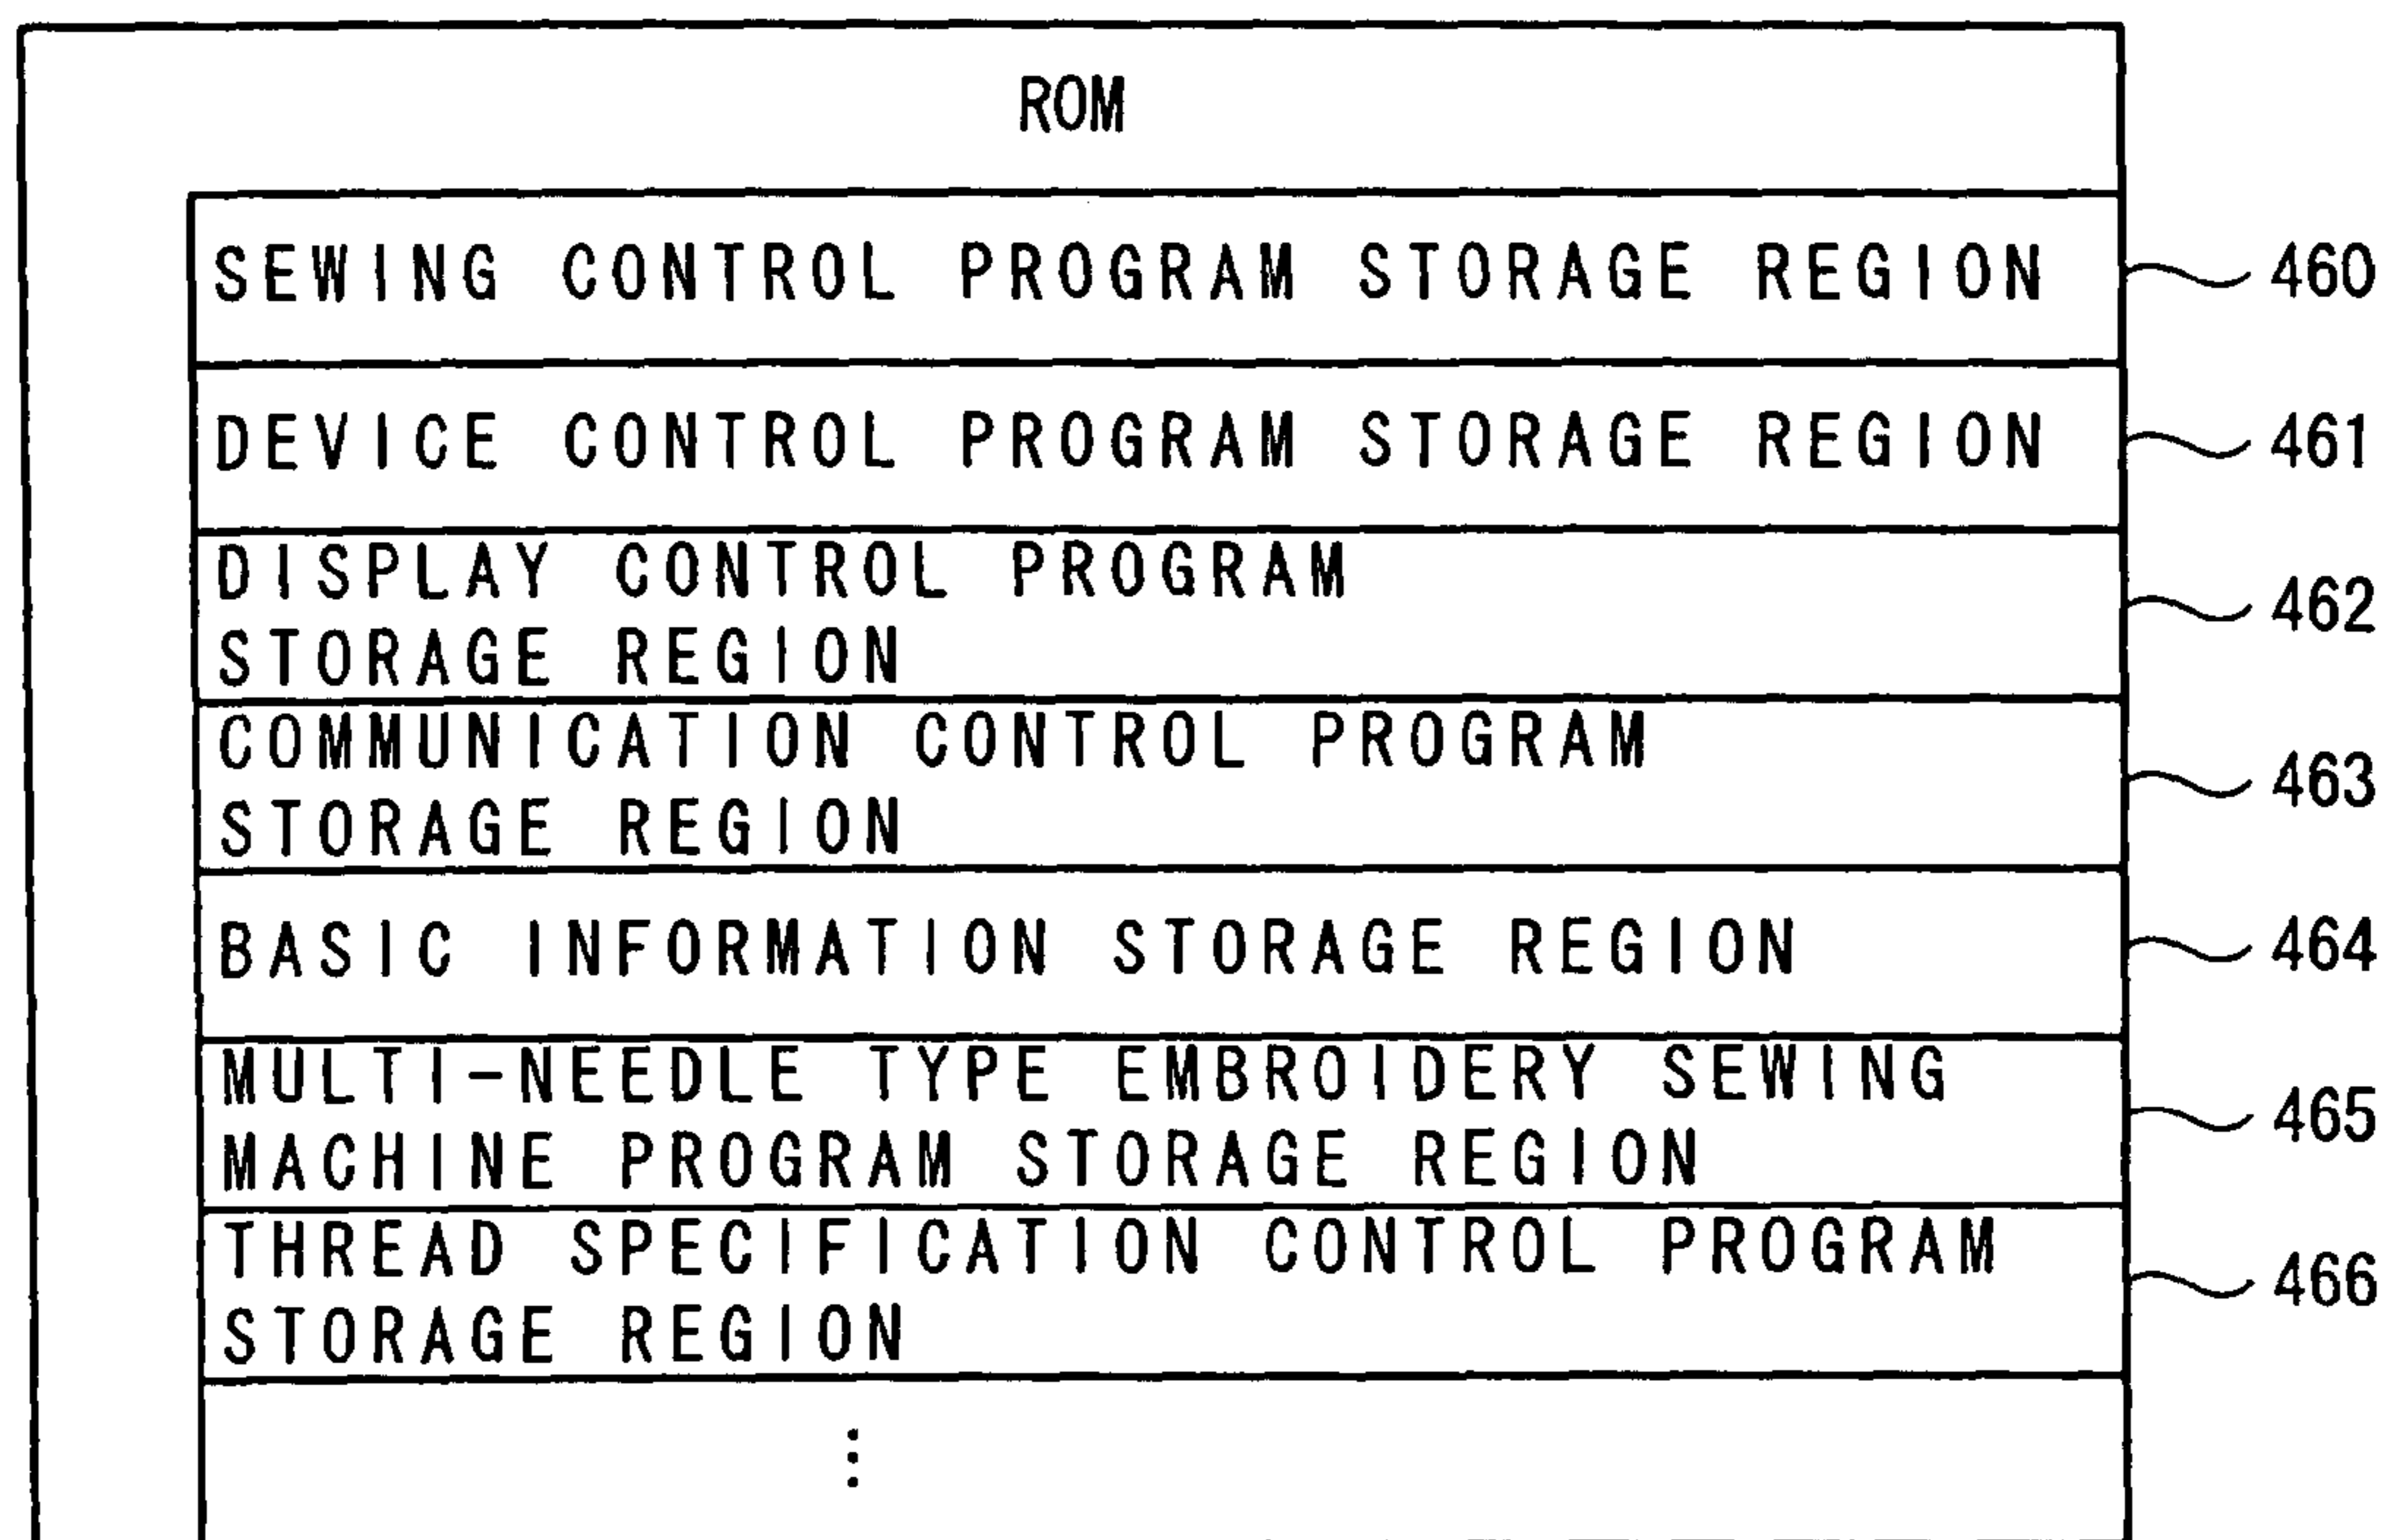 ROM
SEWING CONTROL PROGRAM STORAGE REGION 460
DEVICE CONTROL PROGRAM STORAGE REGION 461
DISPLAY CONTROL PROGRAM
STORAGE REGION
462
COMMUNICATION CONTROL PROGRAM
STORAGE REGION
463
BASIC INFORMATION STORAGE REGION 464
MULTI-NEEDLE TYPE EMBROIDERY SEWING
MACHINE PROGRAM STORAGE REGION
465
THREAD SPECIFICATION CONTROL PROGRAM
STORAGE REGION
466
⋮